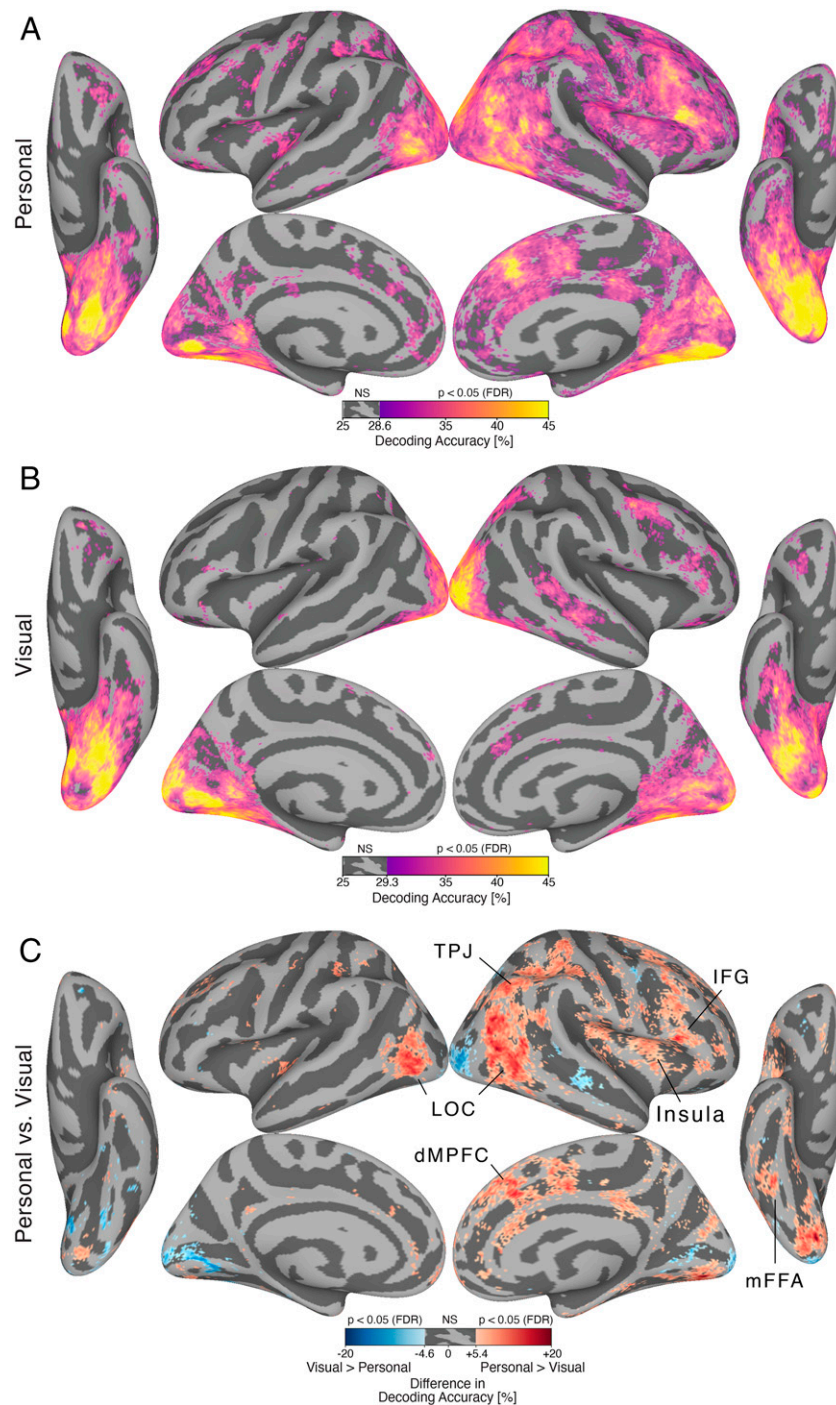 A
Personal
NS
p < 0.05 (FDR)
25
28.6
35
40
45
Decoding Accuracy [%]
B
Visual
NS
p < 0.05 (FDR)
25
29.3
35
40
45
Decoding Accuracy [%]
C
Personal vs. Visual
TPJ
IFG
LOC
Insula
dMPFC
mFFA
p < 0.05 (FDR)
NS
p < 0.05 (FDR)
-20
-4.6
0
+5.4
+20
Visual > Personal
Personal > Visual
Difference in
Decoding Accuracy [%]